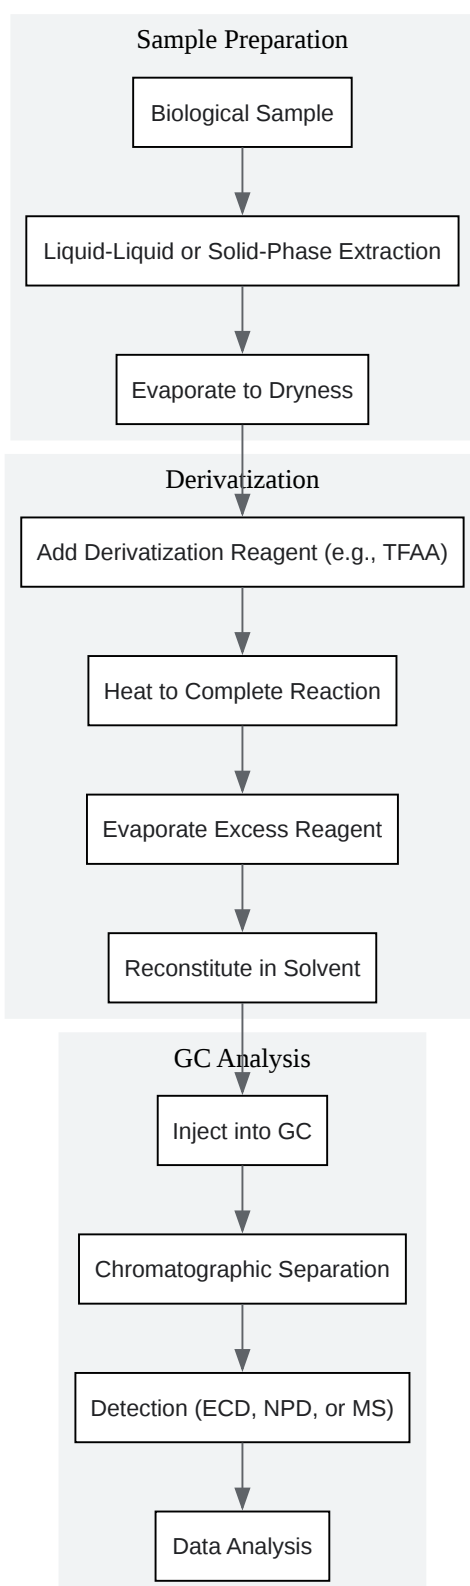 Sample Preparation
Biological Sample
Liquid-Liquid or Solid-Phase Extraction
Evaporate to Dryness
Derivatization
Add Derivatization Reagent (e.g., TFAA)
Heat to Complete Reaction
Evaporate Excess Reagent
Reconstitute in Solvent
GC Analysis
Inject into GC
Chromatographic Separation
Detection (ECD, NPD, or MS)
Data Analysis